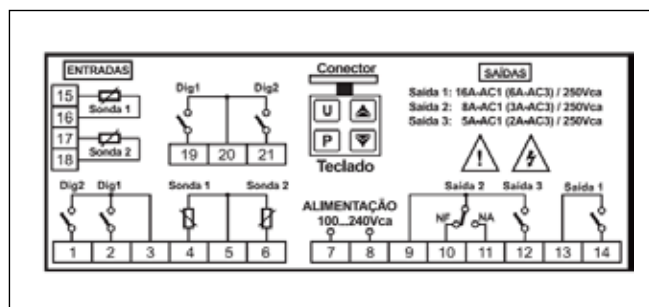 ENTRADAS
15
16
17
18
Sonda 1
Sonda 2
Dig1
Dig2
19 20 21
Conector
U
P
Teclado
SAÍDAS
Saída 1: 16A-AC1 (6A-AC3) / 250Vca
Saída 2: 8A-AC1 (3A-AC3) / 250Vca
Saída 3: 5A-AC1 (2A-AC3) / 250Vca
Dig2 Dig1
Sonda 1 Sonda 2
ALIMENTAÇÃO
100...240Vca
Saída 2 Saída 3 Saída 1
NF NA
1 2 3 4 5 6 7 8 9 10 11 12 13 14